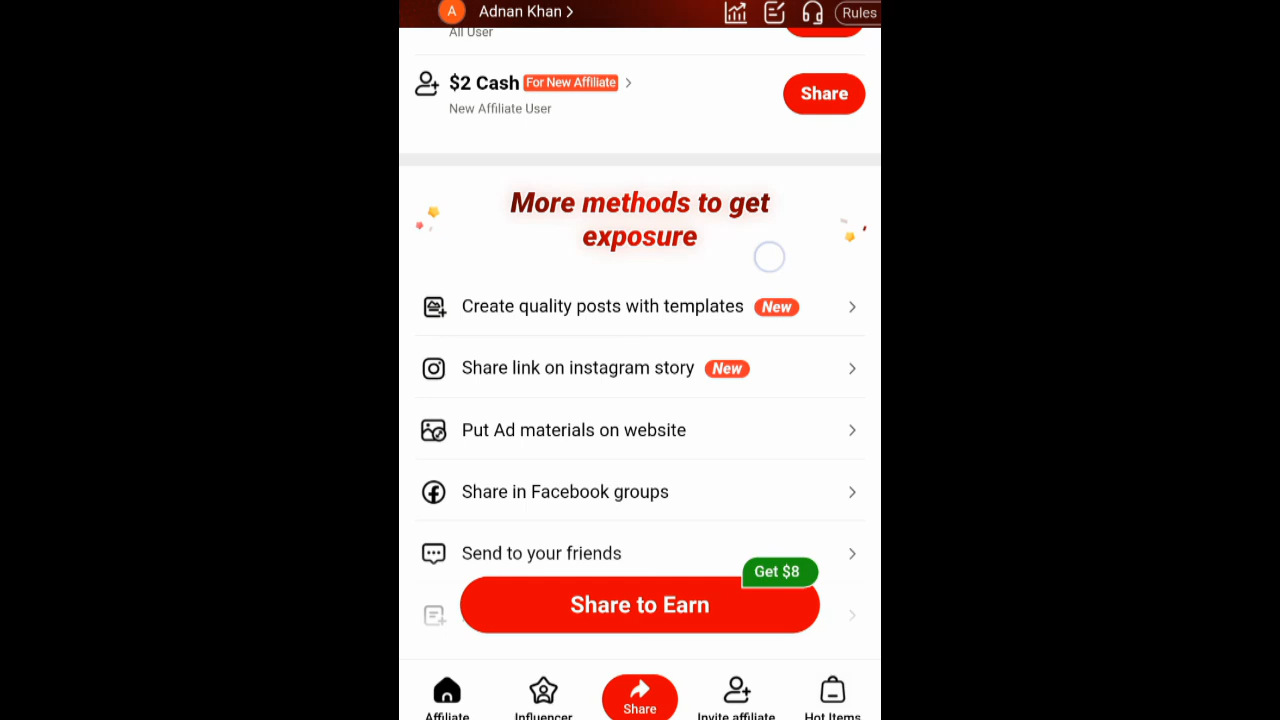 A Adnan Khan Rules
All User
$2 Cash For New Affiliate
New Affiliate User
Share
More methods to get
exposure
Create quality posts with templates New
Share link on instagram story New
Put Ad materials on website
Share in Facebook groups
Send to your friends
Get $8
Share to Earn
Affiliate Influencer Share Invite affiliate Hot Items